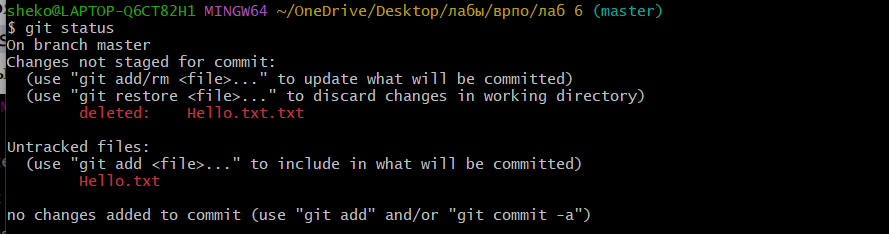 sheko@LAPTOP-Q6CT82H1 MINGW64 ~/OneDrive/Desktop/лабы/врпо/лаб 6 (master)
$ git status
On branch master
Changes not staged for commit:
  (use "git add/rm <file>..." to update what will be committed)
  (use "git restore <file>..." to discard changes in working directory)
        deleted:    Hello.txt.txt

Untracked files:
  (use "git add <file>..." to include in what will be committed)
        Hello.txt

no changes added to commit (use "git add" and/or "git commit -a")